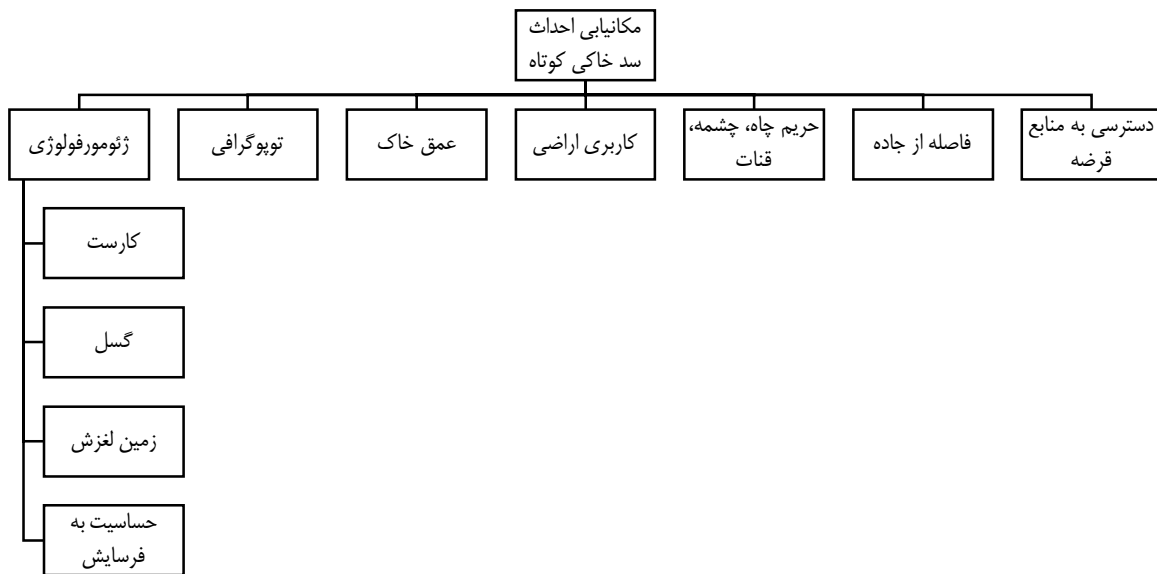 مکانیابی احداث
سد خاکی کوتاه
دسترسی به منابع
قرضه
فاصله از جاده
حریم چاه، چشمه،
قنات
کاربری اراضی
عمق خاک
توپوگرافی
ژئومورفولوژی
کارست
گسل
زمین لغزش
حساسیت به
فرسایش